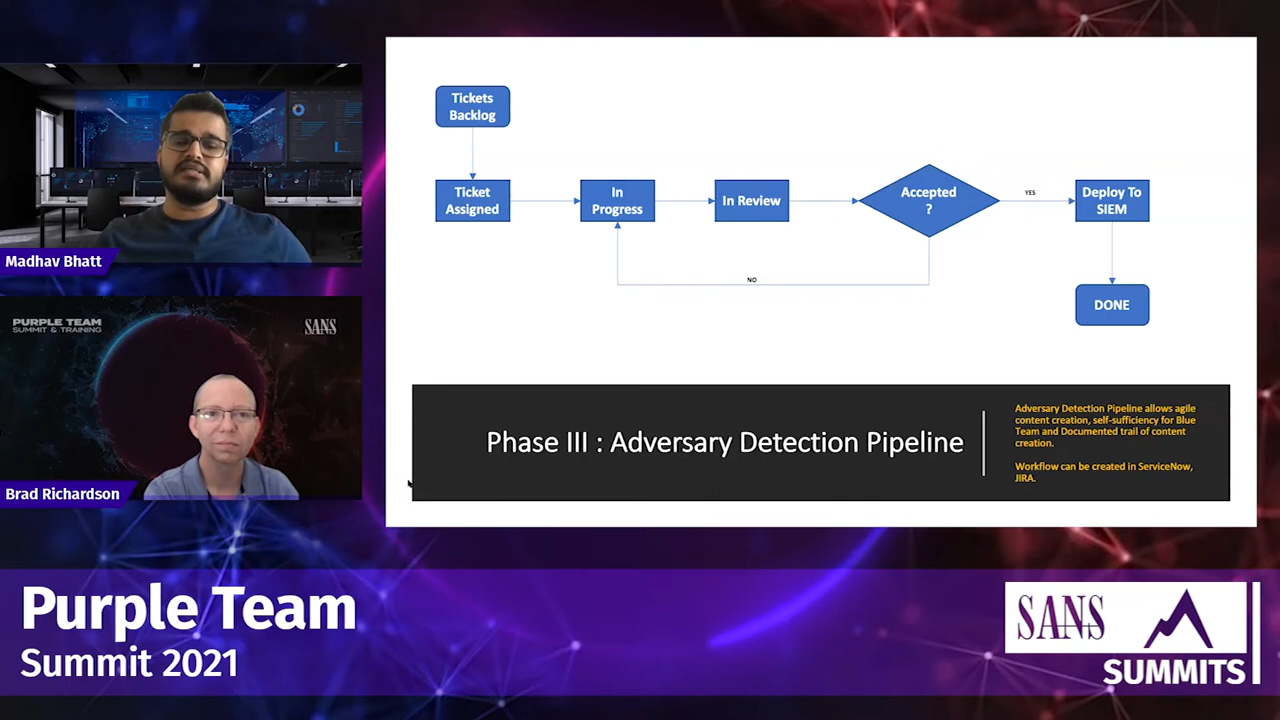 Madhav Bhatt
PURPLE TEAM
SUMMIT & TRAINING
SANS
Brad Richardson
Tickets
Backlog
Ticket
Assigned
In
Progress
In Review
Accepted
?
YES
Deploy To
SIEM
NO
DONE
Phase III : Adversary Detection Pipeline
Adversary Detection Pipeline allows agile
content creation, self-sufficiency for Blue
Team and Documented trail of content
creation.
Workflow can be created in ServiceNow,
JIRA.
Purple Team
Summit 2021
SANS
SUMMITS